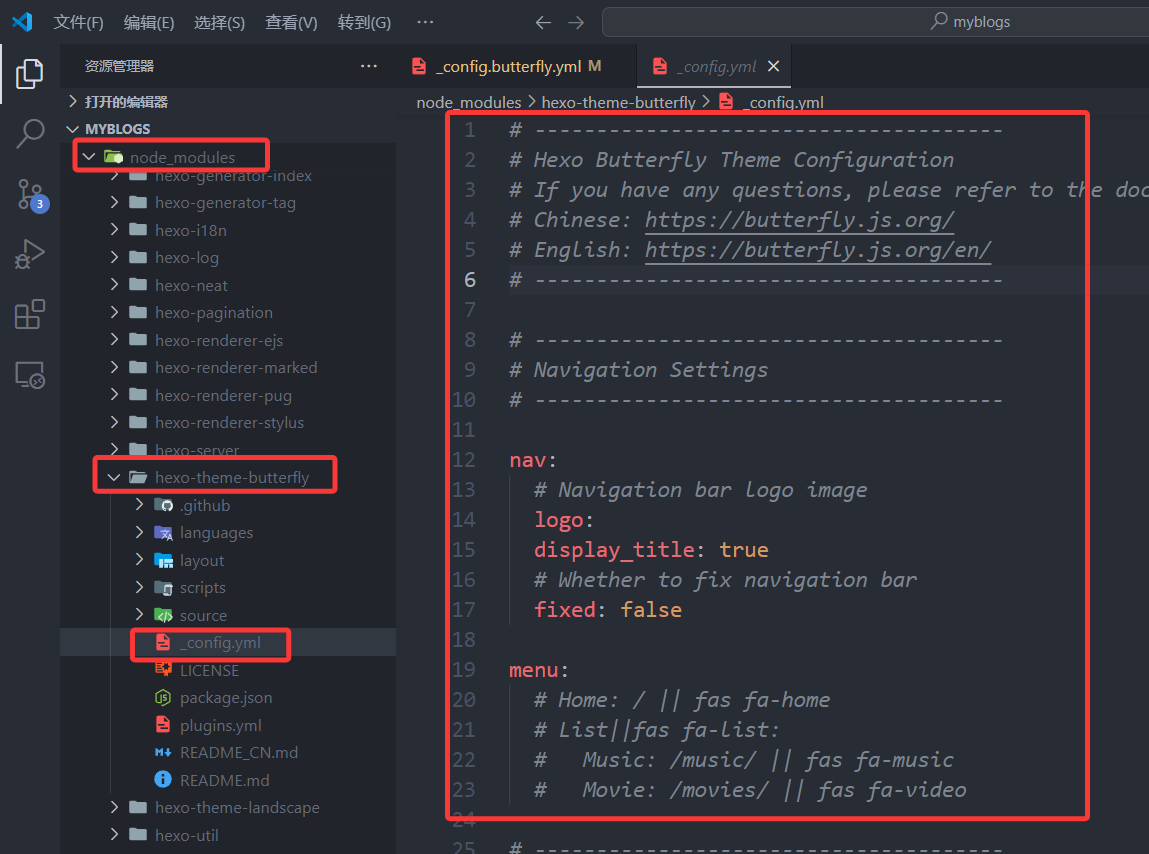 文件(F) 编辑(E) 选择(S) 查看(V) 转到(G) ··· myblogs
资源管理器 ···
_config.butterfly.yml M _config.yml
打开的编辑器
node_modules > hexo-theme-butterfly > _config.yml
MYBLOGS
node_modules
hexo-generator-index
hexo-generator-tag
hexo-i18n
hexo-log
hexo-neat
hexo-pagination
hexo-renderer-ejs
hexo-renderer-marked
hexo-renderer-pug
hexo-renderer-stylus
hexo-server
hexo-theme-butterfly
.github
languages
layout
scripts
source
_config.yml
LICENSE
package.json
plugins.yml
README_CN.md
README.md
hexo-theme-landscape
hexo-util
3
1 # --------------------------------------
2 # Hexo Butterfly Theme Configuration
3 # If you have any questions, please refer to the doc
4 # Chinese: https://butterfly.js.org/
5 # English: https://butterfly.js.org/en/
6 # --------------------------------------
7
8 # --------------------------------------
9 # Navigation Settings
10 # --------------------------------------
11
12 nav:
13 # Navigation bar logo image
14 logo:
15 display_title: true
16 # Whether to fix navigation bar
17 fixed: false
18
19 menu:
20 # Home: / || fas fa-home
21 # List||fas fa-list:
22 #   Music: /music/ || fas fa-music
23 #   Movie: /movies/ || fas fa-video
24
25 # --------------------------------------